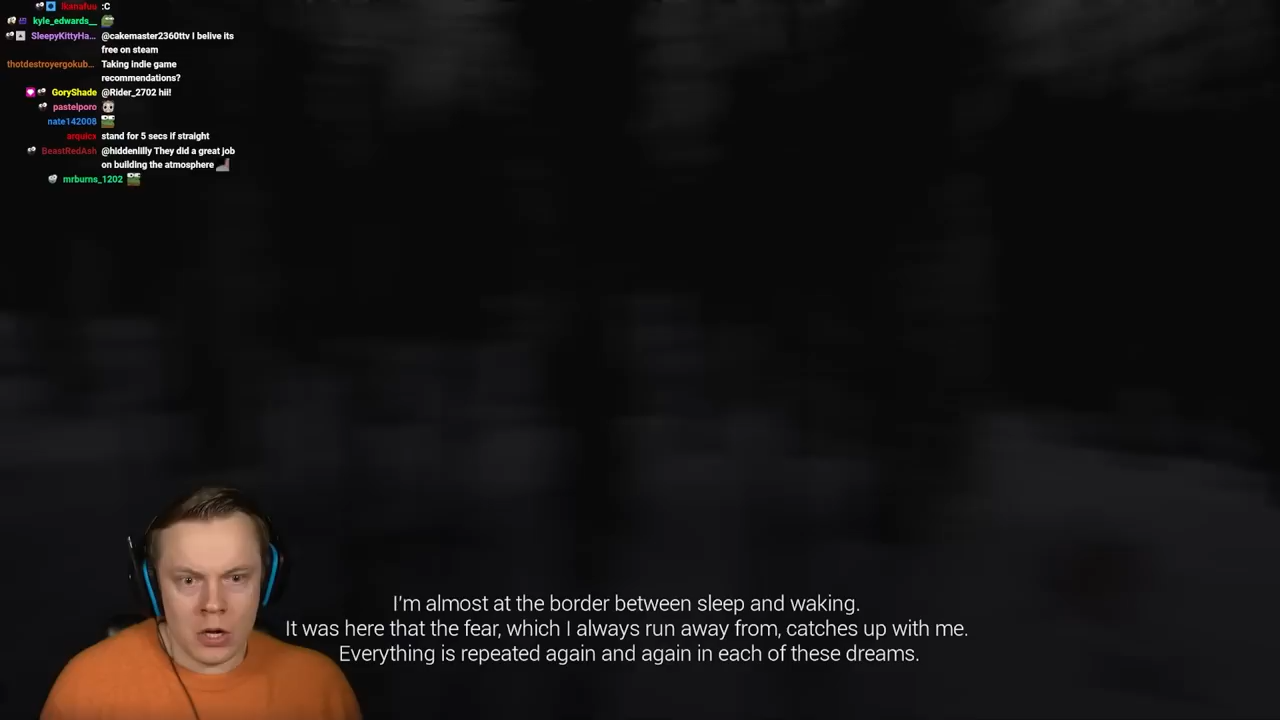 ikanafuu :C
kyle_edwards__
SleepyKittyHa... @cakemaster2360ttv I belive its
free on steam
thotdestroyergokub... Taking indie game
recommendations?
GoryShade @Rider_2702 hii!
pastelporo
nate142008
arquicx stand for 5 secs if straight
BeastRedAsh @hiddenlilly They did a great job
on building the atmosphere
mrburns_1202
I'm almost at the border between sleep and waking.
It was here that the fear, which I always run away from, catches up with me.
Everything is repeated again and again in each of these dreams.